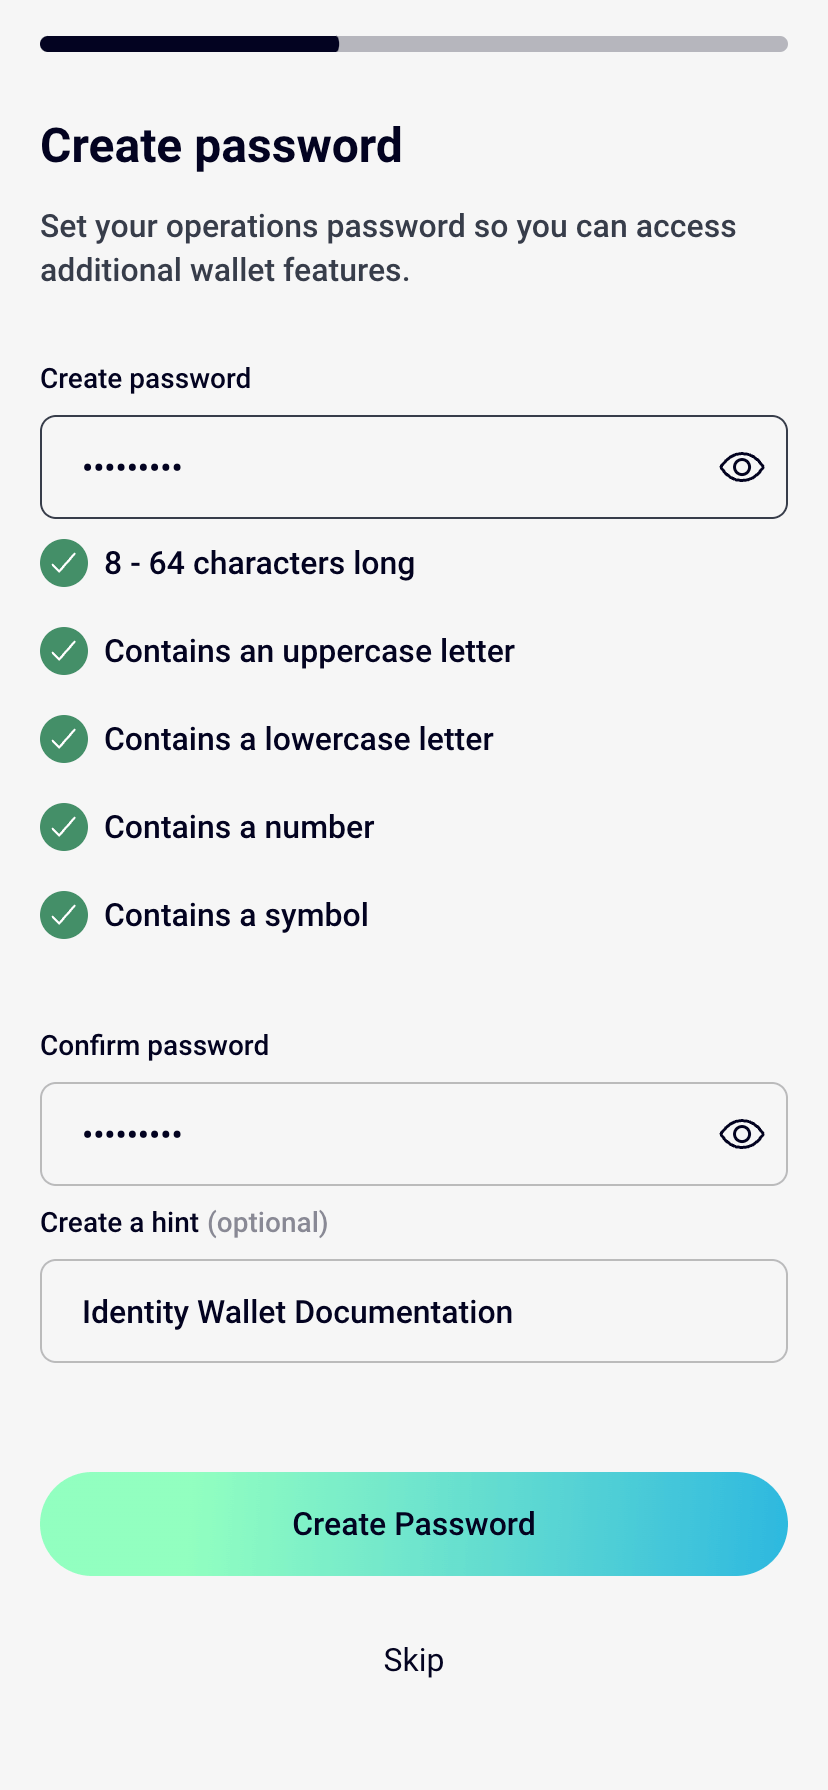 Create password
Set your operations password so you can access
additional wallet features.
Create password
•••••••••
8 - 64 characters long
Contains an uppercase letter
Contains a lowercase letter
Contains a number
Contains a symbol
Confirm password
•••••••••
Create a hint (optional)
Identity Wallet Documentation
Create Password
Skip